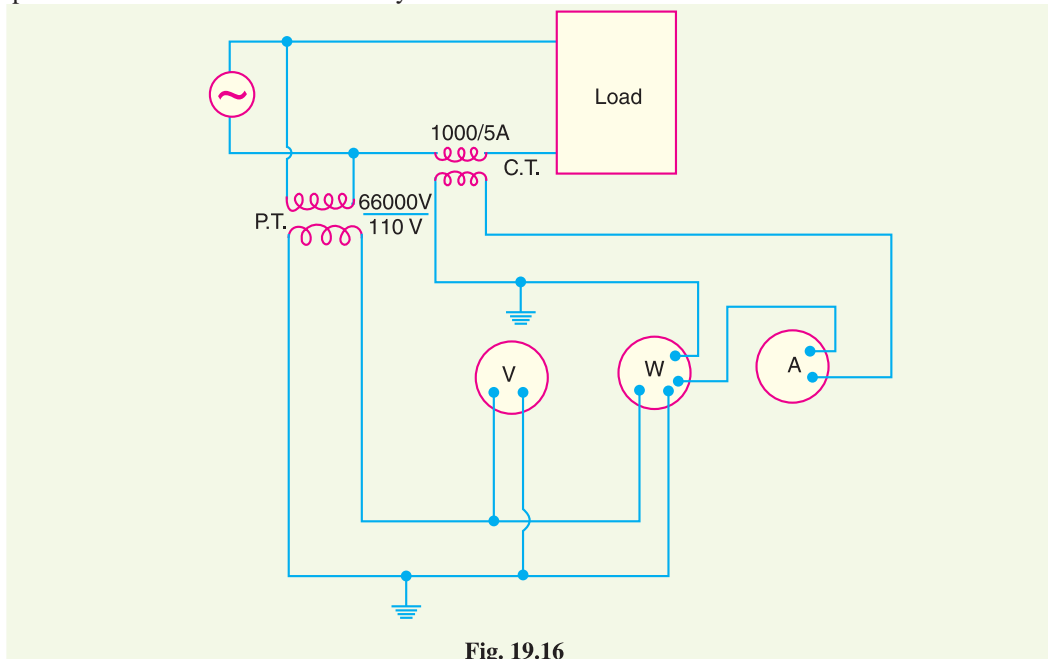 Load
1000/5A
C.T.
P.T.
66000V
110 V
V
W
A
Fig. 19.16